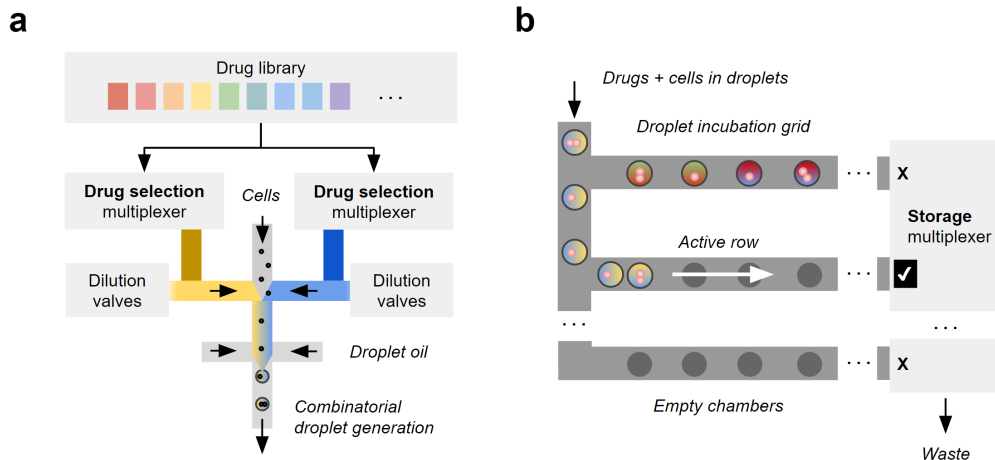 a
Drug library
...
Drug selection
multiplexer
Cells
Drug selection
multiplexer
Dilution
valves
Dilution
valves
Droplet oil
Combinatorial
droplet generation
b
Drugs + cells in droplets
Droplet incubation grid
...
X
Storage
multiplexer
Active row
...
✓
...
...
...
X
Empty chambers
Waste